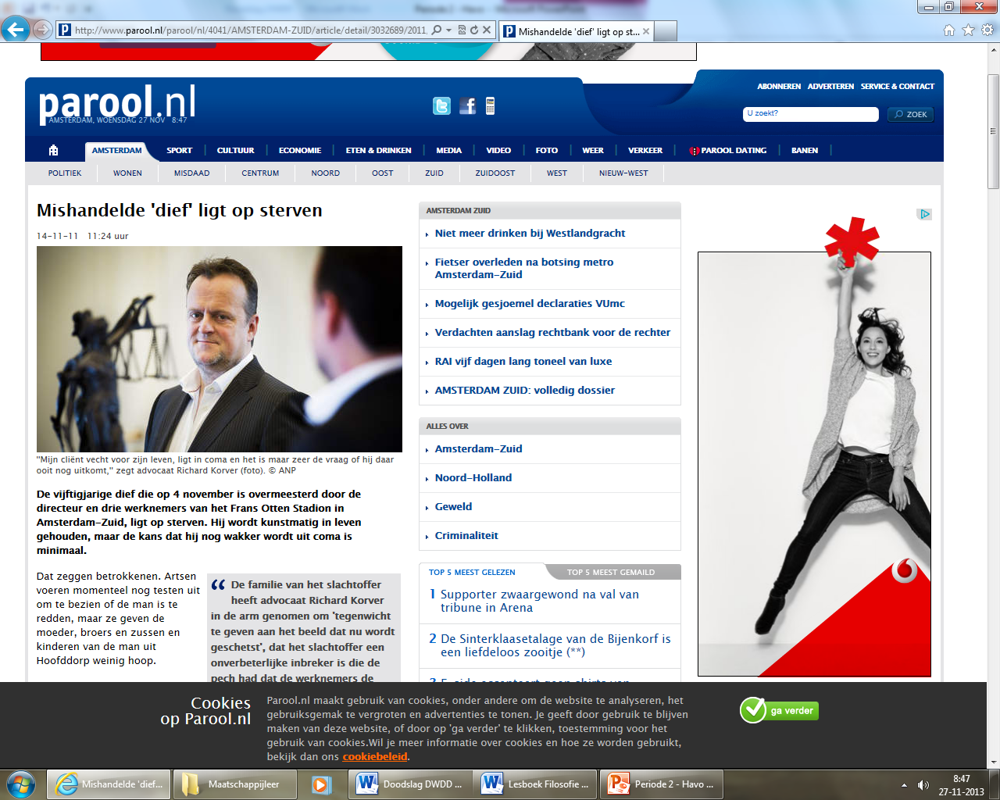 http://www.parool.nl/parool/nl/4041/AMSTERDAM-ZUID/article/detail/3032689/2011
Mishandelde 'dief' ligt op st...
parool.nl
AMSTERDAM, WOENSDAG 27 NOV 8:47
ABONNEREN ADVERTEREN SERVICE & CONTACT
U zoekt?
ZOEK
AMSTERDAM SPORT CULTUUR ECONOMIE ETEN & DRINKEN MEDIA VIDEO FOTO WEER VERKEER PAROOL DATING BANEN
POLITIEK WONEN MISDAAD CENTRUM NOORD OOST ZUID ZUIDOOST WEST NIEUW-WEST
Mishandelde 'dief' ligt op sterven
14-11-11 11:24 uur
"Mijn cliënt vecht voor zijn leven, ligt in coma en het is maar zeer de vraag of hij daar
ooit nog uitkomt," zegt advocaat Richard Korver (foto). © ANP
De vijftigjarige dief die op 4 november is overmeesterd door de
directeur en drie werknemers van het Frans Otten Stadion in
Amsterdam-Zuid, ligt op sterven. Hij wordt kunstmatig in leven
gehouden, maar de kans dat hij nog wakker wordt uit coma is
minimaal.
Dat zeggen betrokkenen. Artsen
voeren momenteel nog testen uit
om te bezien of de man is te
redden, maar ze geven de
moeder, broers en zussen en
kinderen van de man uit
Hoofddorp weinig hoop.
“ De familie van het slachtoffer
heeft advocaat Richard Korver
in de arm genomen om 'tegenwicht
te geven aan het beeld dat nu wordt
geschetst', dat het slachtoffer een
onverbeterlijke inbreker is die de
pech had dat de werknemers de
AMSTERDAM ZUID
Niet meer drinken bij Westlandgracht
Fietser overleden na botsing metro
Amsterdam-Zuid
Mogelijk gesjoemel declaraties VUmc
Verdachten aanslag rechtbank voor de rechter
RAI vijf dagen lang toneel van luxe
AMSTERDAM ZUID: volledig dossier
ALLES OVER
Amsterdam-Zuid
Noord-Holland
Geweld
Criminaliteit
TOP 5 MEEST GELEZEN TOP 5 MEEST GEMAILD
1 Supporter zwaargewond na val van
tribune in Arena
2 De Sinterklaasetalage van de Bijenkorf is
een liefdeloos zooitje (**)
Cookies
op Parool.nl
Parool.nl maakt gebruik van cookies, onder andere om de website te analyseren, het
gebruiksgemak te vergroten en advertenties te tonen. Je geeft door gebruik te blijven
maken van deze website, of door op 'ga verder' te klikken, toestemming voor het
gebruik van cookies.Wil je meer informatie over cookies en hoe ze worden gebruikt,
bekijk dan ons cookiebeleid.
ga verder
Mishandelde 'dief... Maatschappijleer Doodslag DWDD ... Lesboek Filosofie ... Periode 2 - Havo ...
8:47
27-11-2013